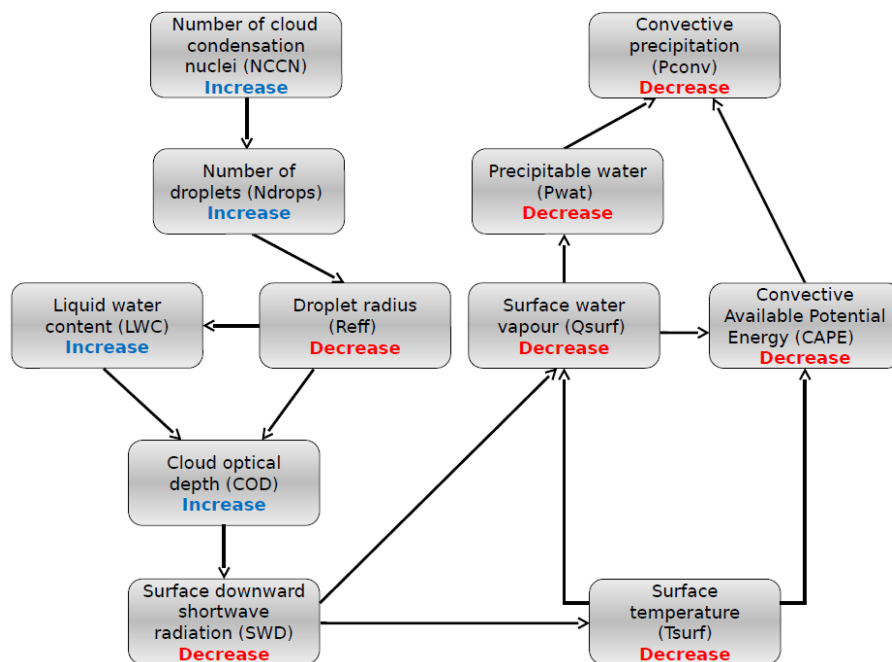 Number of cloud
condensation
nuclei (NCCN)
Increase
Convective
precipitation
(Pconv)
Decrease
Number of
droplets (Ndrops)
Increase
Precipitable water
(Pwat)
Decrease
Liquid water
content (LWC)
Increase
Droplet radius
(Reff)
Decrease
Surface water
vapour (Qsurf)
Decrease
Convective
Available Potential
Energy (CAPE)
Decrease
Cloud optical
depth (COD)
Increase
Surface downward
shortwave
radiation (SWD)
Decrease
Surface
temperature
(Tsurf)
Decrease